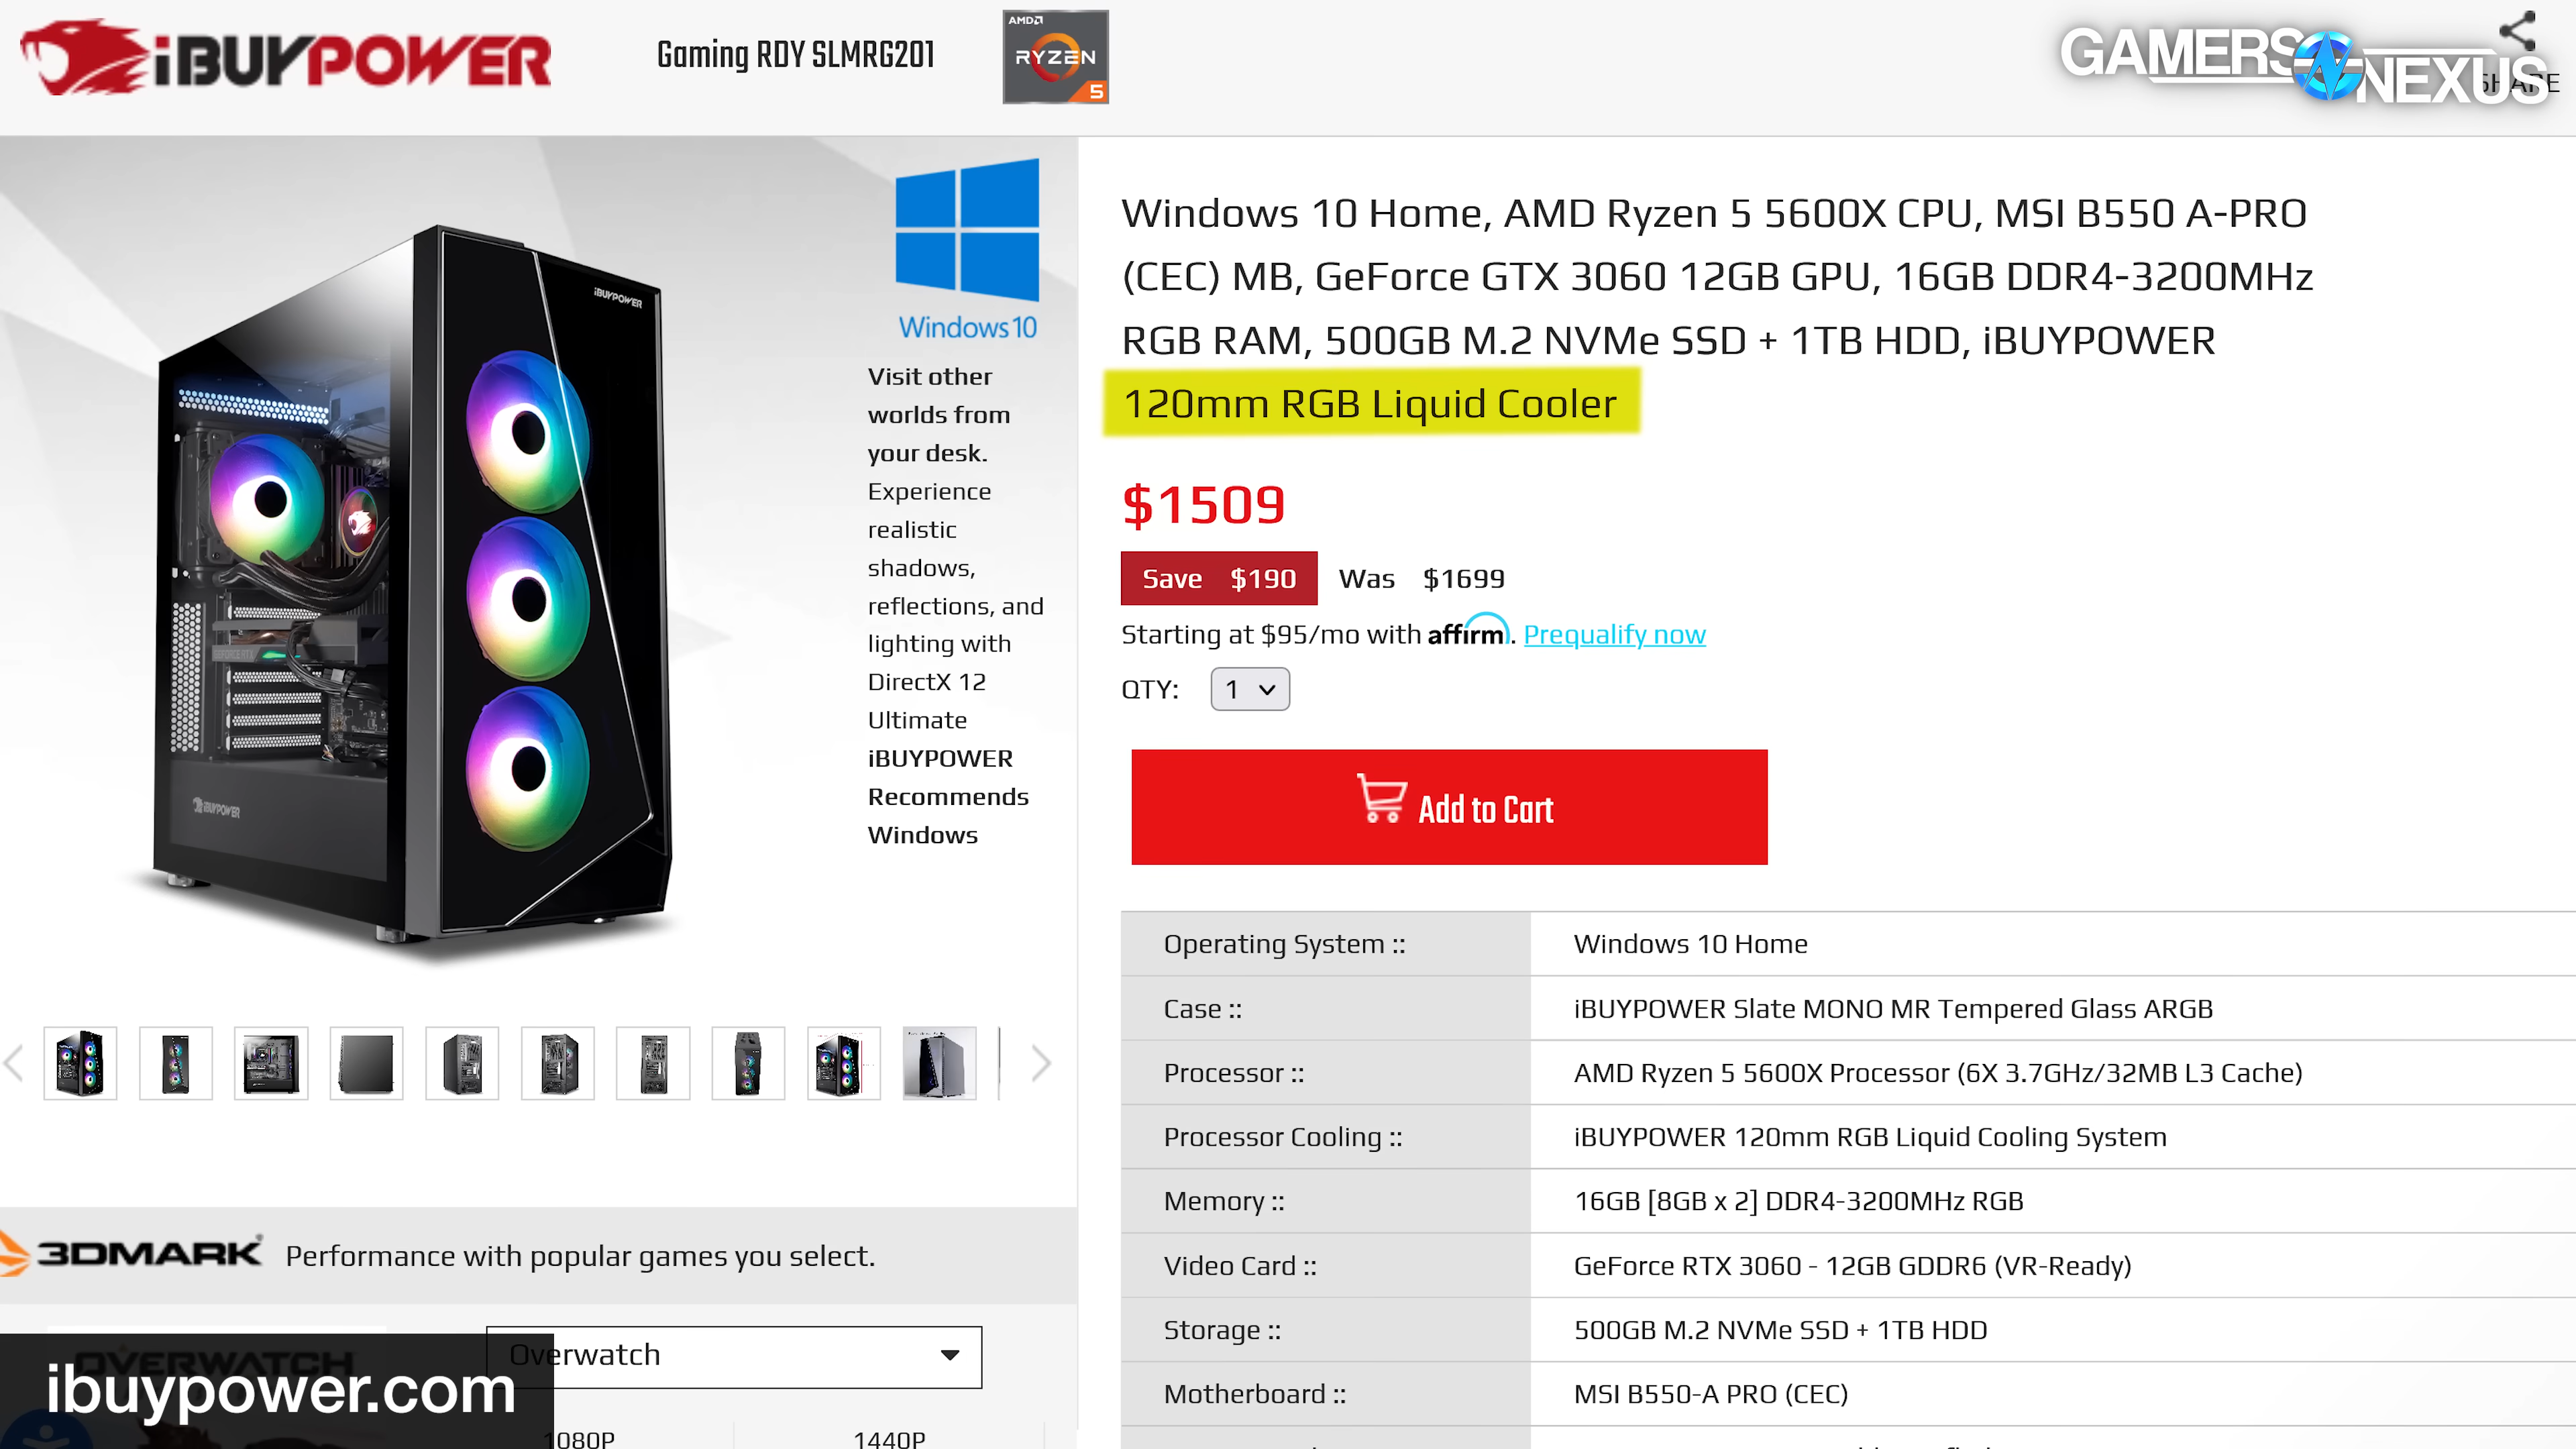 iBUYPOWER
Gaming RDY SLMRG201
AMD
RYZEN
5
GAMERS NEXUS
SHARE
iBUYPOWER
Windows 10
Visit other
worlds from
your desk.
Experience
realistic
shadows,
reflections, and
lighting with
DirectX 12
Ultimate
iBUYPOWER
Recommends
Windows
GEFORCE RTX
iBUYPOWER
Windows 10 Home, AMD Ryzen 5 5600X CPU, MSI B550 A-PRO
(CEC) MB, GeForce GTX 3060 12GB GPU, 16GB DDR4-3200MHz
RGB RAM, 500GB M.2 NVMe SSD + 1TB HDD, iBUYPOWER
120mm RGB Liquid Cooler
$1509
Save $190 Was $1699
Starting at $95/mo with affirm. Prequalify now
QTY: 1
Add to Cart
Operating System :: Windows 10 Home
Case :: iBUYPOWER Slate MONO MR Tempered Glass ARGB
Processor :: AMD Ryzen 5 5600X Processor (6X 3.7GHz/32MB L3 Cache)
Processor Cooling :: iBUYPOWER 120mm RGB Liquid Cooling System
Memory :: 16GB [8GB x 2] DDR4-3200MHz RGB
Video Card :: GeForce RTX 3060 - 12GB GDDR6 (VR-Ready)
Storage :: 500GB M.2 NVMe SSD + 1TB HDD
Motherboard :: MSI B550-A PRO (CEC)
3DMARK Performance with popular games you select.
OVERWATCH
Overwatch
ibuypower.com
1080P 1440P